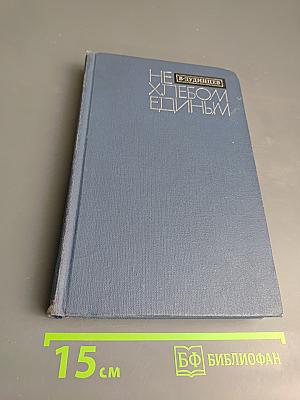 НЕ
В·ДУДИНЦЕВ
ХЛЕБОМ
ЕДИНЫМ
15 см
БФ БИБЛИОФАН